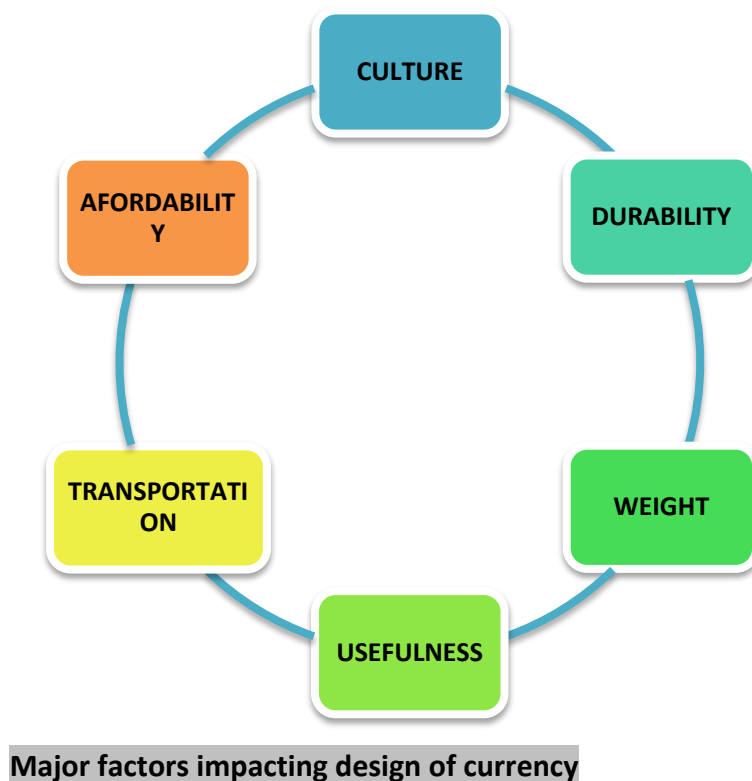 CULTURE
AFORDABILIT
Y
DURABILITY
TRANSPORTATI
ON
WEIGHT
USEFULNESS
Major factors impacting design of currency